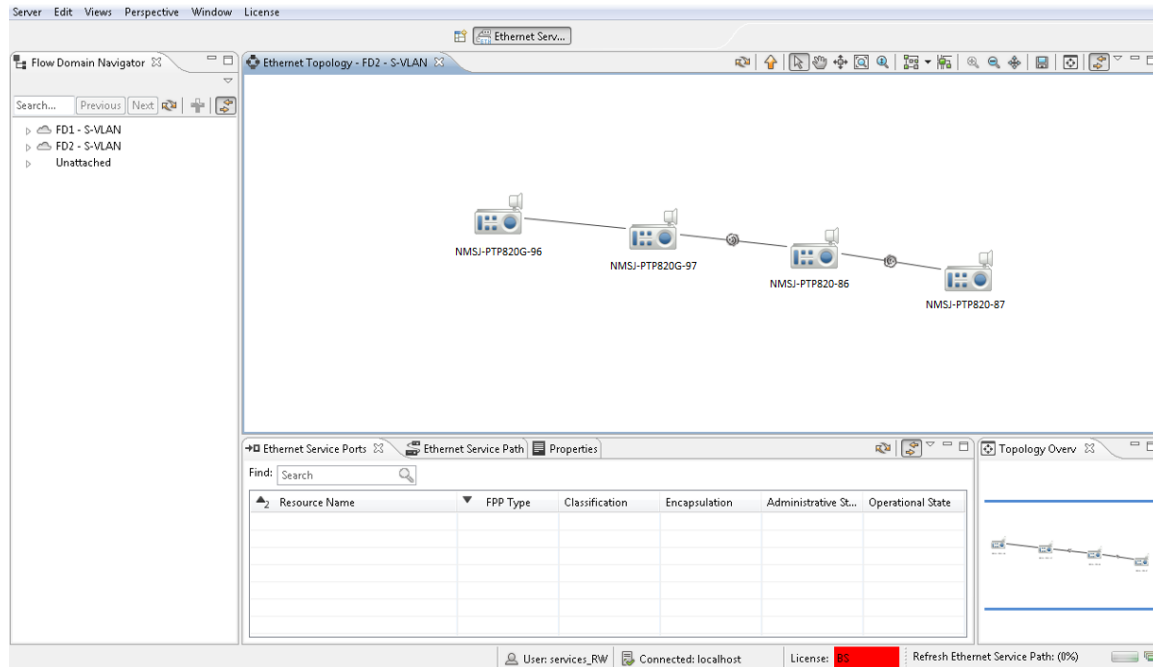 Server Edit Views Perspective Window License
Ethernet Serv...
Flow Domain Navigator
Ethernet Topology - FD2 - S-VLAN
Search... Previous Next
FD1 - S-VLAN
FD2 - S-VLAN
Unattached
NMSJ-PTP820G-96
NMSJ-PTP820G-97
NMSJ-PTP820-86
NMSJ-PTP820-87
Ethernet Service Ports Ethernet Service Path Properties
Topology Overv
Find: Search
2 Resource Name FPP Type Classification Encapsulation Administrative St... Operational State
User: services_RW Connected: localhost License: BS Refresh Ethernet Service Path: (0%)